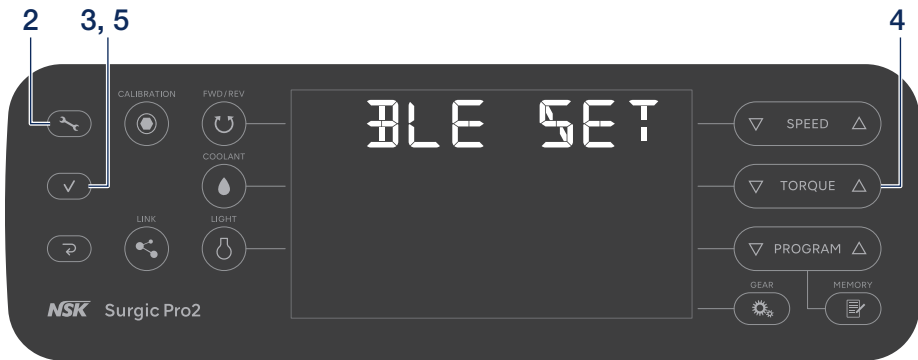 2 3, 5 4
CALIBRATION FWD/REV
BLE SET
SPEED
COOLANT
TORQUE
LINK LIGHT
PROGRAM
GEAR MEMORY
NSK Surgic Pro2